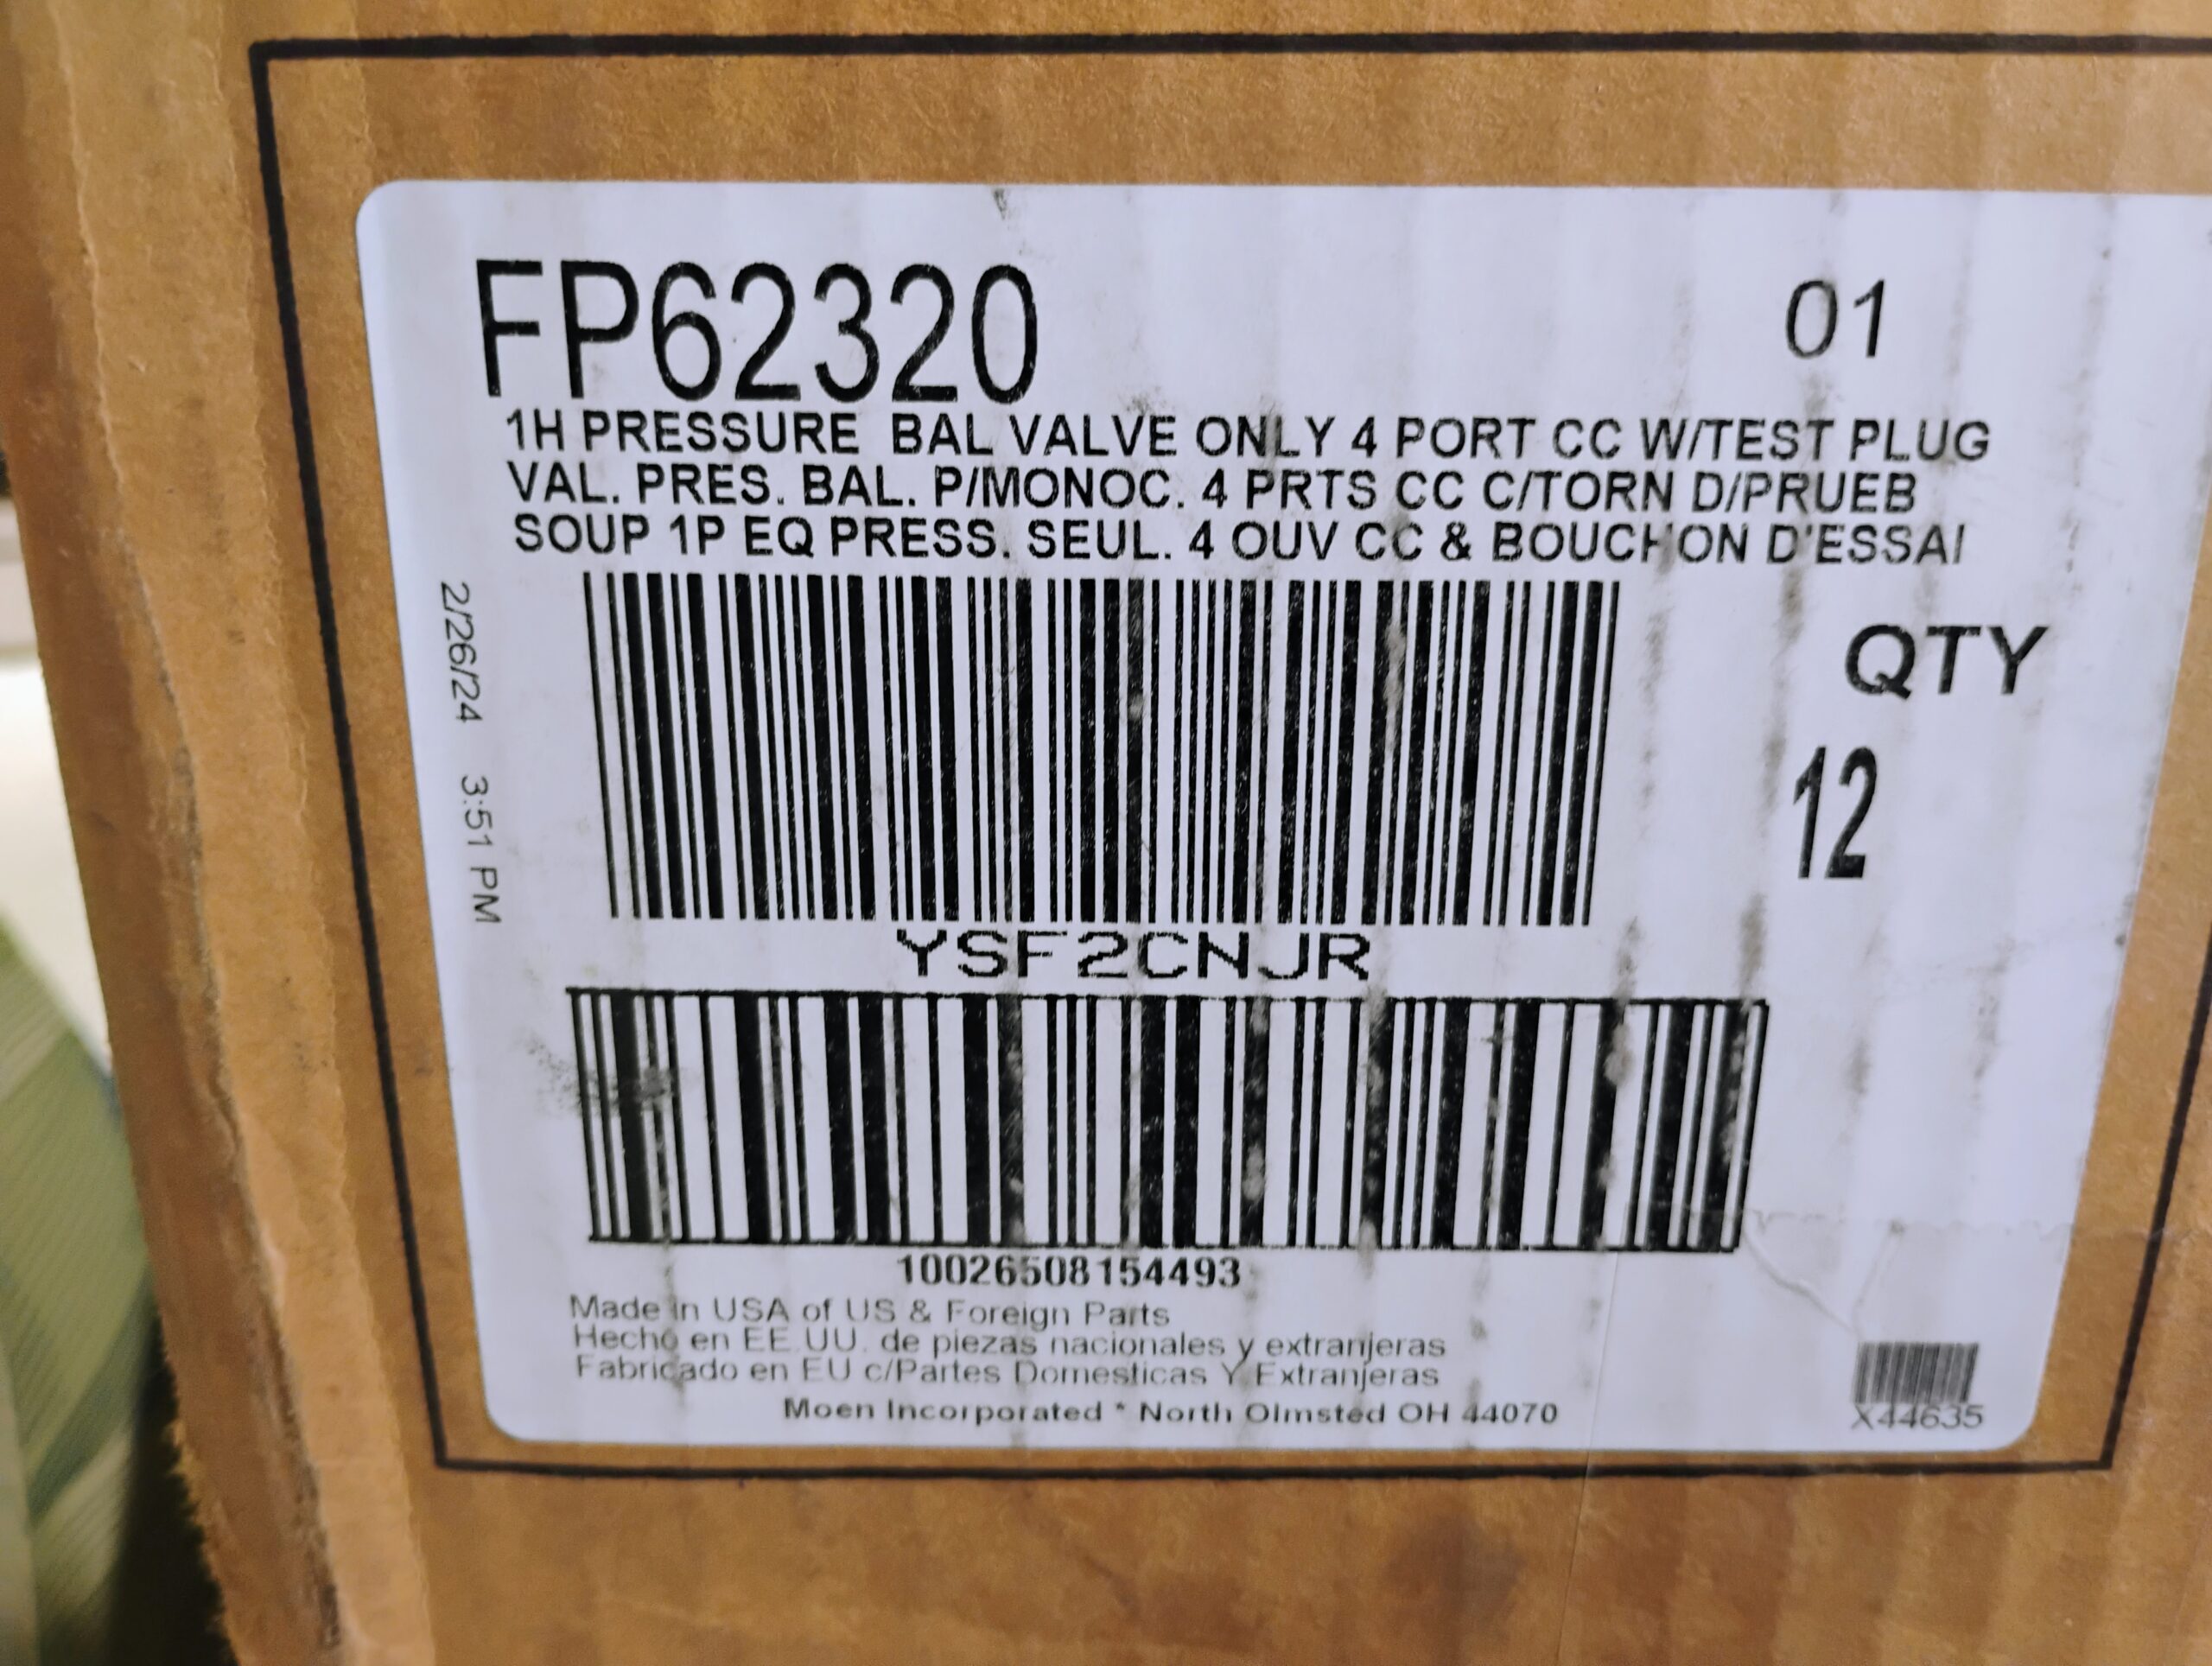 FP62320 01
1H PRESSURE BAL VALVE ONLY 4 PORT CC W/TEST PLUG
VAL. PRES. BAL. P/MONOC. 4 PRTS CC C/TORN D/PRUEB
SOUP 1P EQ PRESS. SEUL. 4 OUV CC & BOUCHON D'ESSAI
2/26/24 3:51 PM
QTY
12
YSF2CNJR
10026508154493
Made in USA of US & Foreign Parts
Hecho en EE.UU. de piezas nacionales y extranjeras
Fabricado en EU c/Partes Domesticas Y Extranjeras
Moen Incorporated * North Olmsted OH 44070
X44635